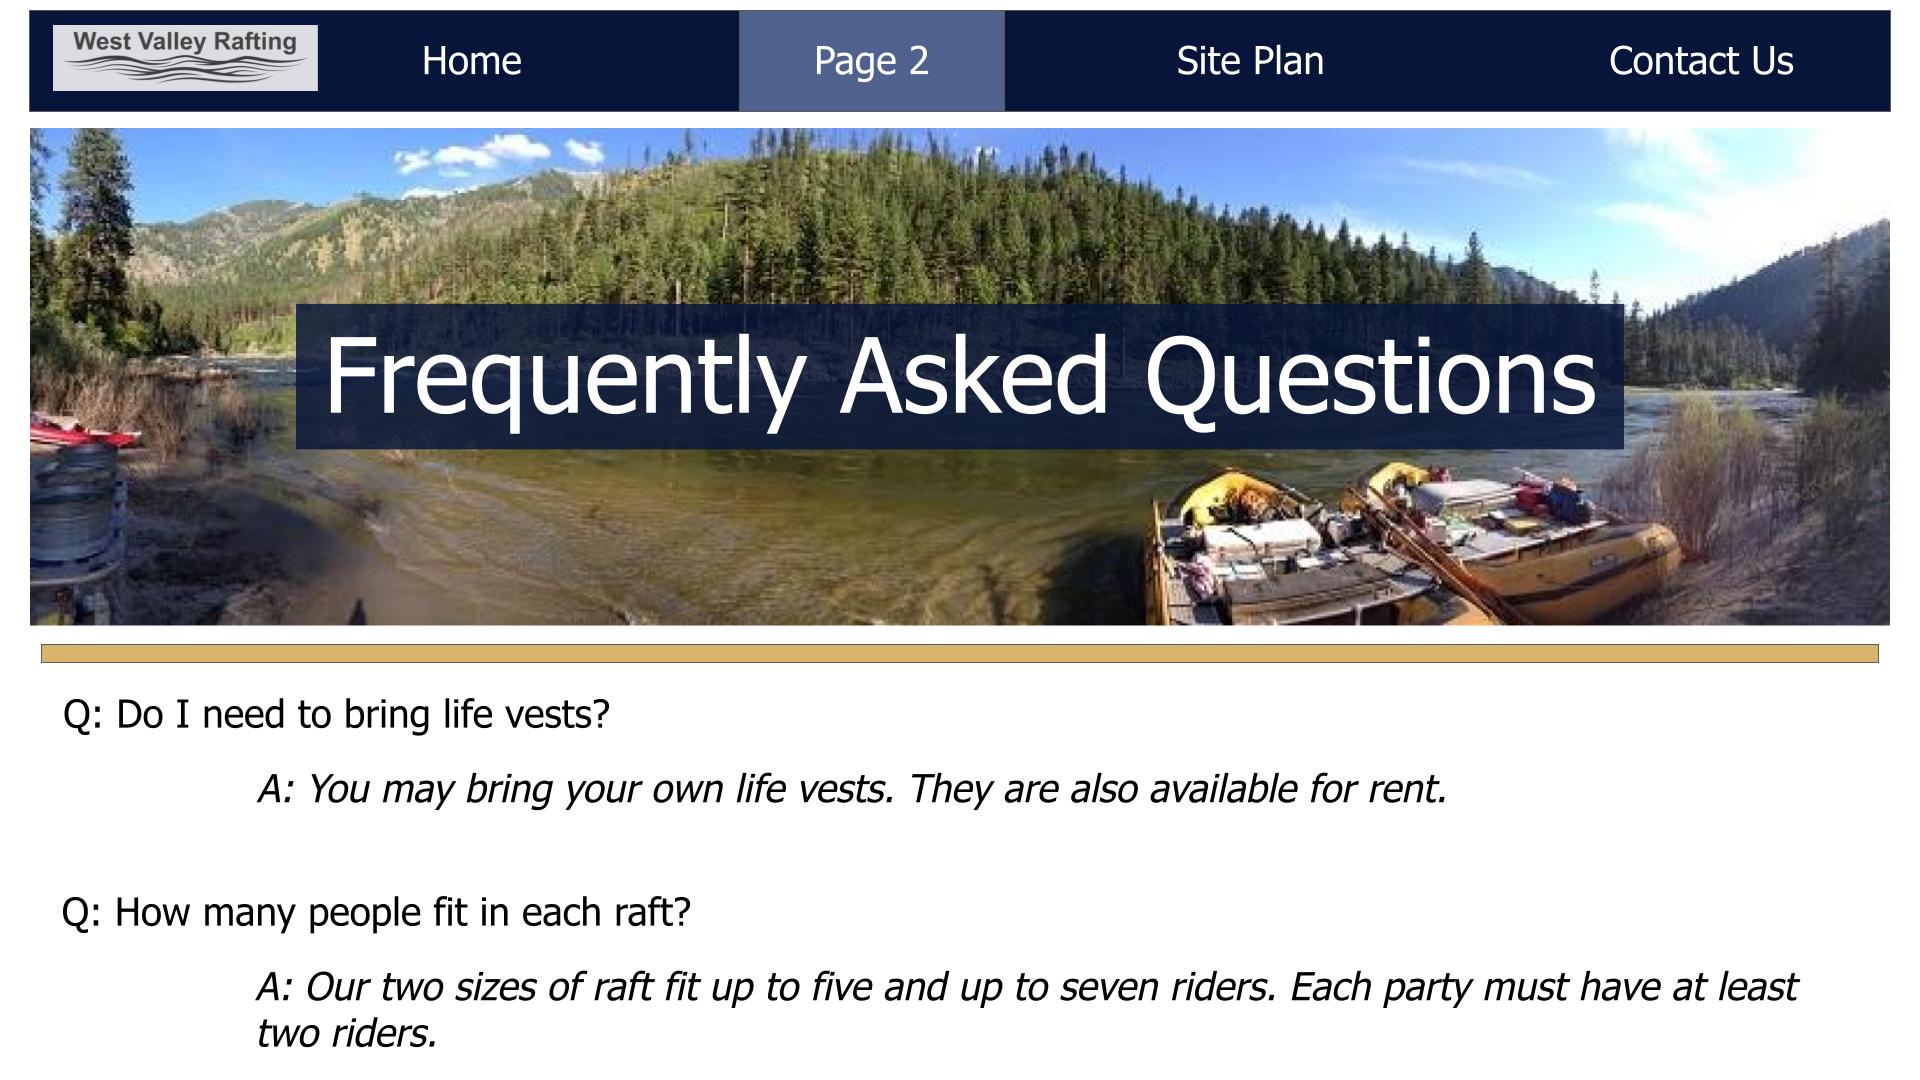 West Valley Rafting
Home
Page 2
Site Plan
Contact Us
Frequently Asked Questions
Q: Do I need to bring life vests?
A: You may bring your own life vests. They are also available for rent.
Q: How many people fit in each raft?
A: Our two sizes of raft fit up to five and up to seven riders. Each party must have at least
two riders.